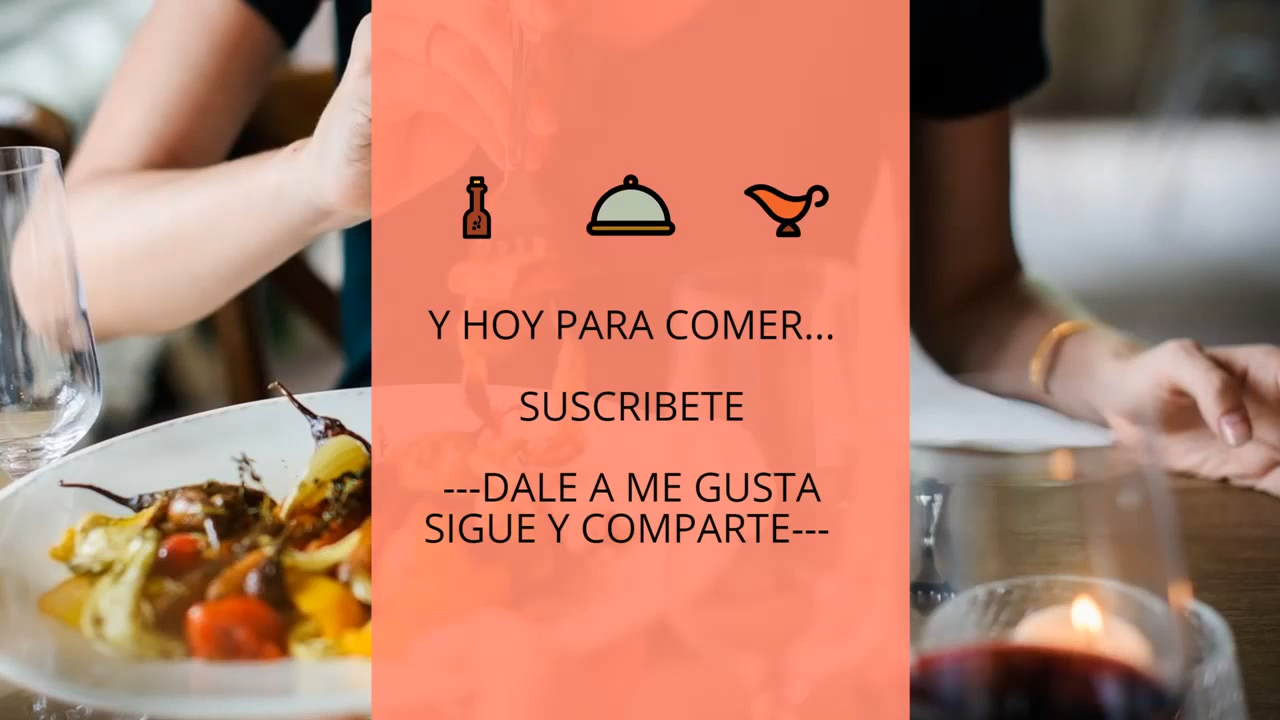 Y HOY PARA COMER...
SUSCRIBETE
---DALE A ME GUSTA
SIGUE Y COMPARTE---